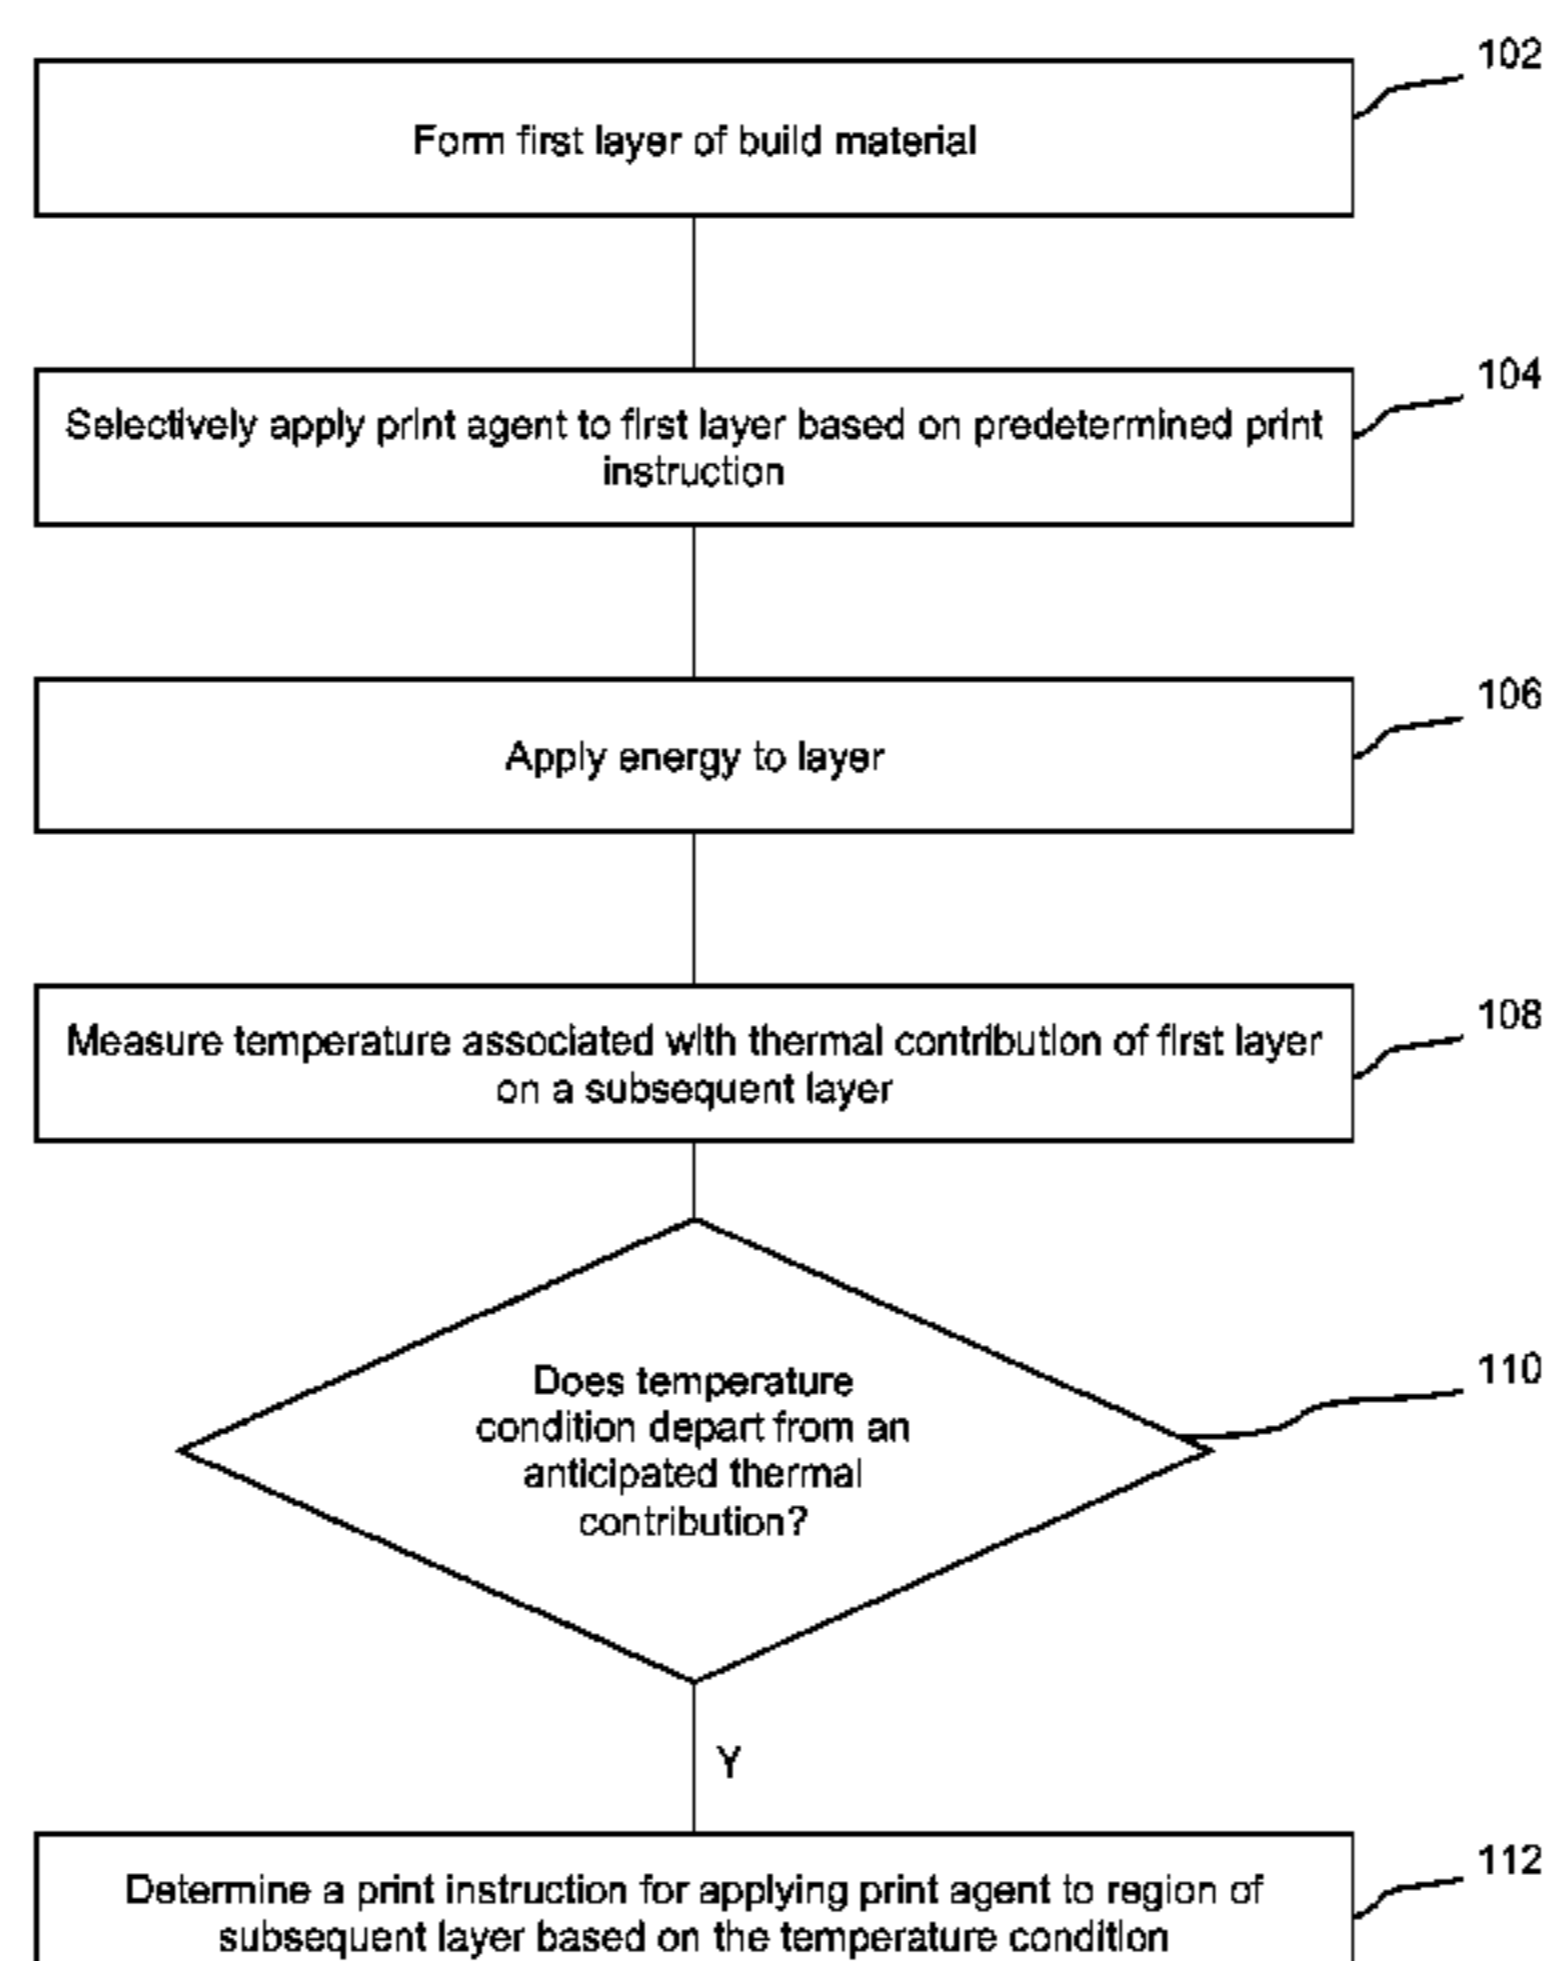 102
Form first layer of build material
104
Selectively apply print agent to first layer based on predetermined print
instruction
106
Apply energy to layer
108
Measure temperature associated with thermal contribution of first layer
on a subsequent layer
110
Does temperature
condition depart from an
anticipated thermal
contribution?
Y
112
Determine a print instruction for applying print agent to region of
subsequent layer based on the temperature condition